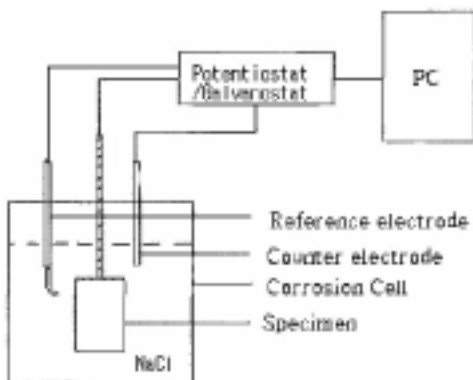 Potentiostat
/Galvanostat
PC
Reference electrode
Counter electrode
Corrosion Cell
Specimen
NaCl